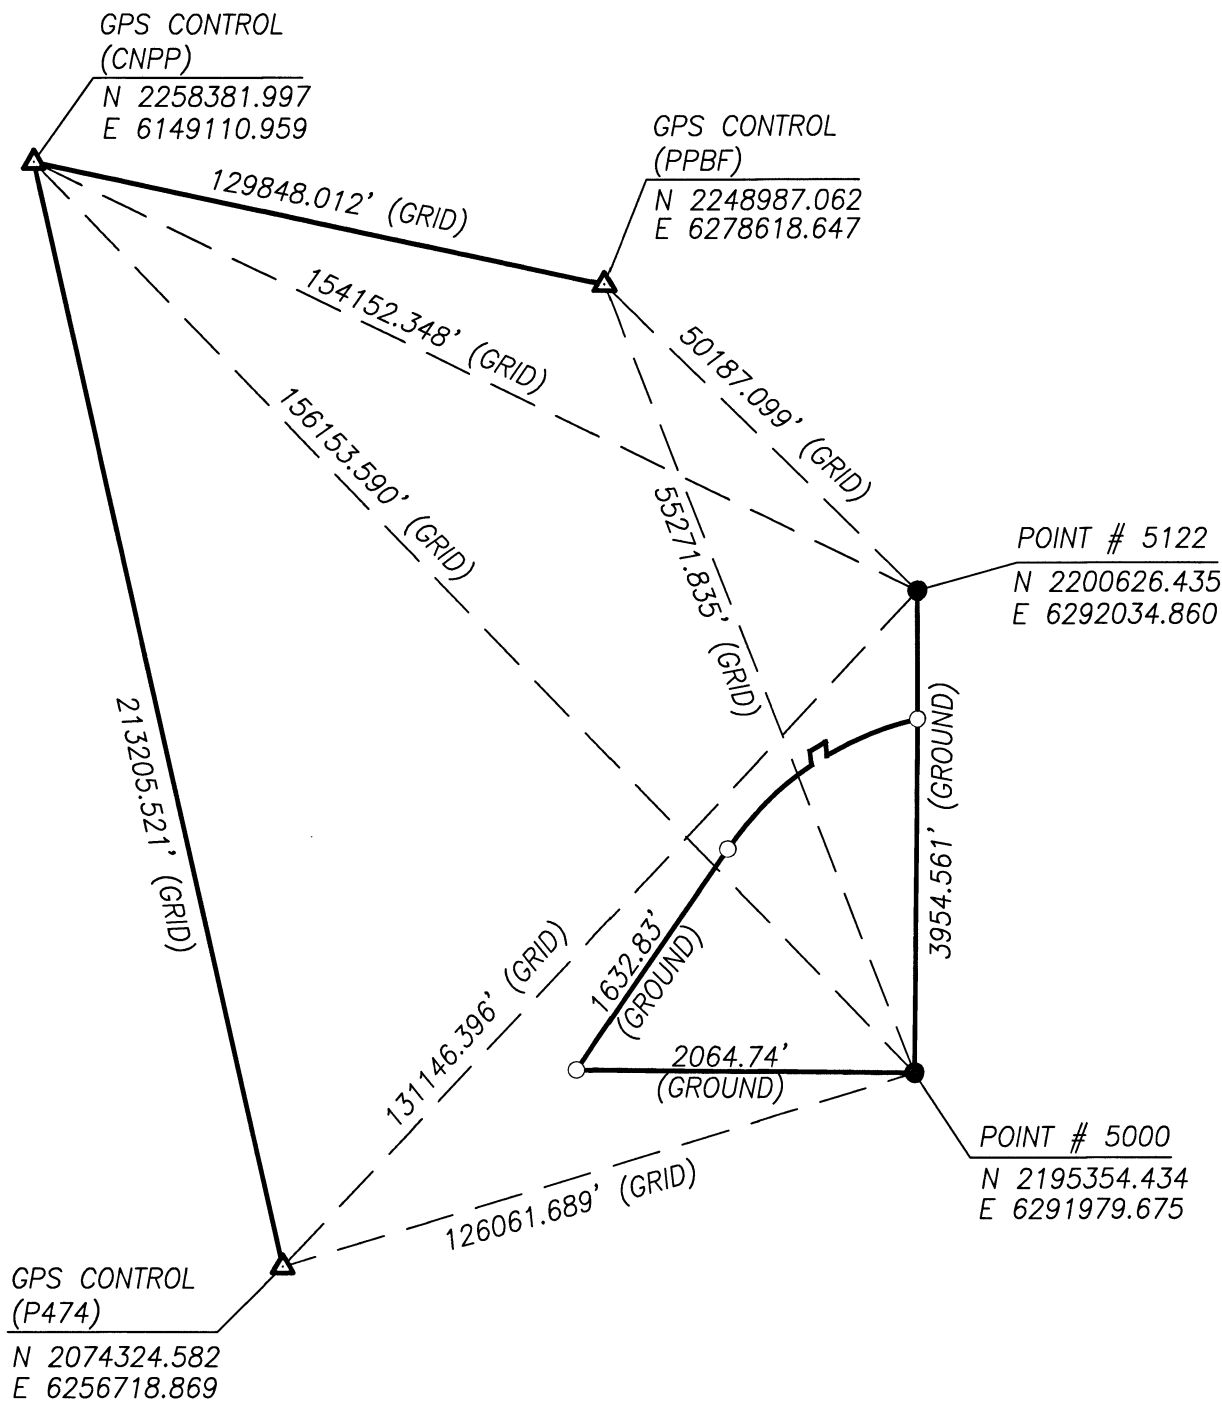 GPS CONTROL
(CNPP)
N 2258381.997
E 6149110.959
GPS CONTROL
(PPBF)
N 2248987.062
E 6278618.647
129848.012' (GRID)
154152.348' (GRID)
50187.099' (GRID)
156153.590' (GRID)
55271.835' (GRID)
POINT # 5122
N 2200626.435
E 6292034.860
213205.521' (GRID)
3954.561' (GROUND)
1632.83'
(GROUND)
131146.396' (GRID)
2064.74'
(GROUND)
126061.689' (GRID)
POINT # 5000
N 2195354.434
E 6291979.675
GPS CONTROL
(P474)
N 2074324.582
E 6256718.869